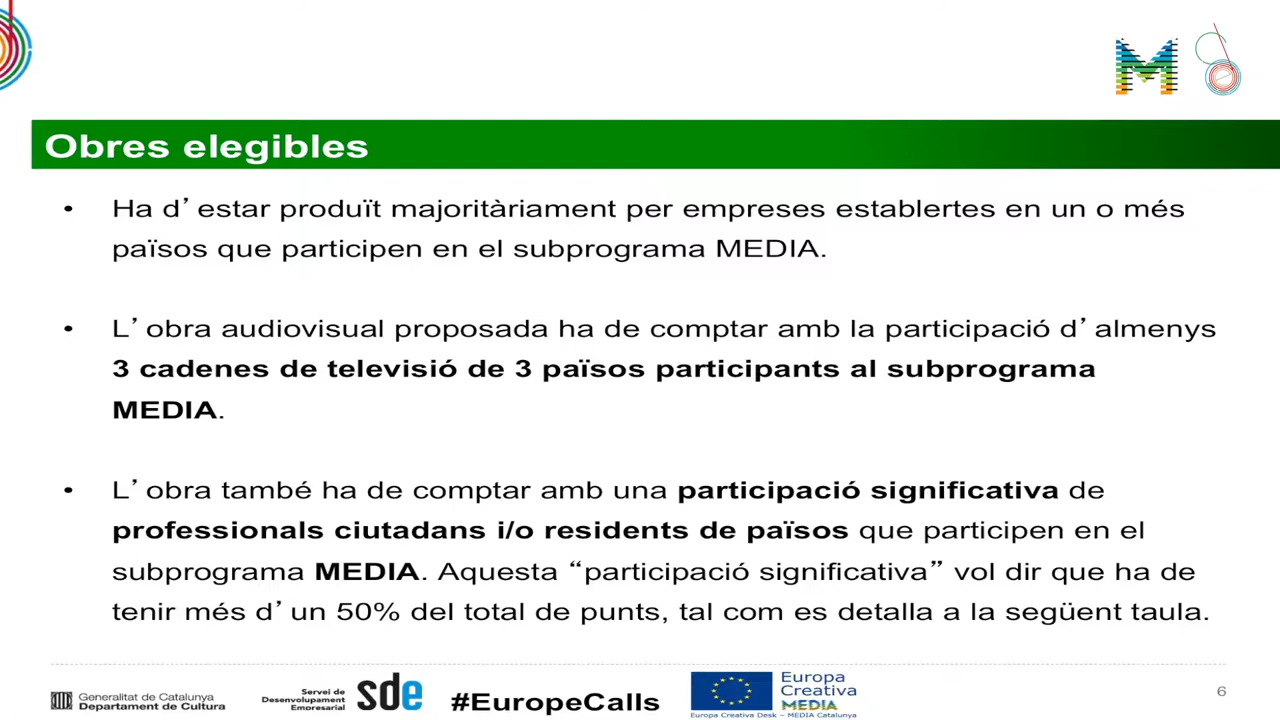 Obres elegibles
• Ha d’estar produït majoritàriament per empreses establertes en un o més
països que participen en el subprograma MEDIA.
• L’obra audiovisual proposada ha de comptar amb la participació d’almenys
3 cadenes de televisió de 3 països participants al subprograma
MEDIA.
• L’obra també ha de comptar amb una participació significativa de
professionals ciutadans i/o residents de països que participen en el
subprograma MEDIA. Aquesta “participació significativa” vol dir que ha de
tenir més d’un 50% del total de punts, tal com es detalla a la següent taula.
Generalitat de Catalunya
Departament de Cultura
Servei de
Desenvolupament
Empresarial
sde
#EuropeCalls
Europa
Creativa
MEDIA
Europa Creativa Desk – MEDIA Catalunya
6